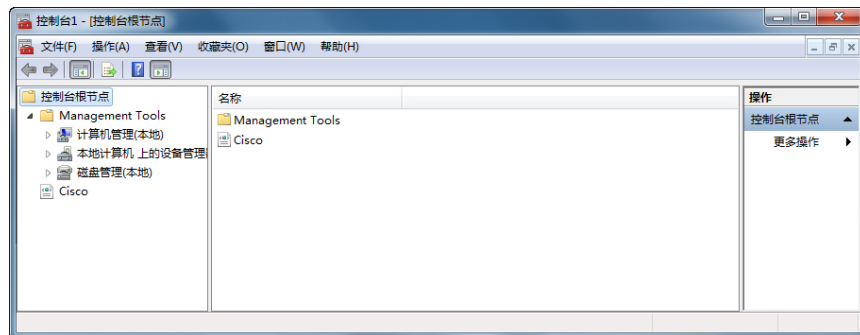 控制台1 - [控制台根节点]
文件(F) 操作(A) 查看(V) 收藏夹(O) 窗口(W) 帮助(H)
控制台根节点
Management Tools
计算机管理(本地)
本地计算机 上的设备管理
磁盘管理(本地)
Cisco
名称
Management Tools
Cisco
操作
控制台根节点
更多操作